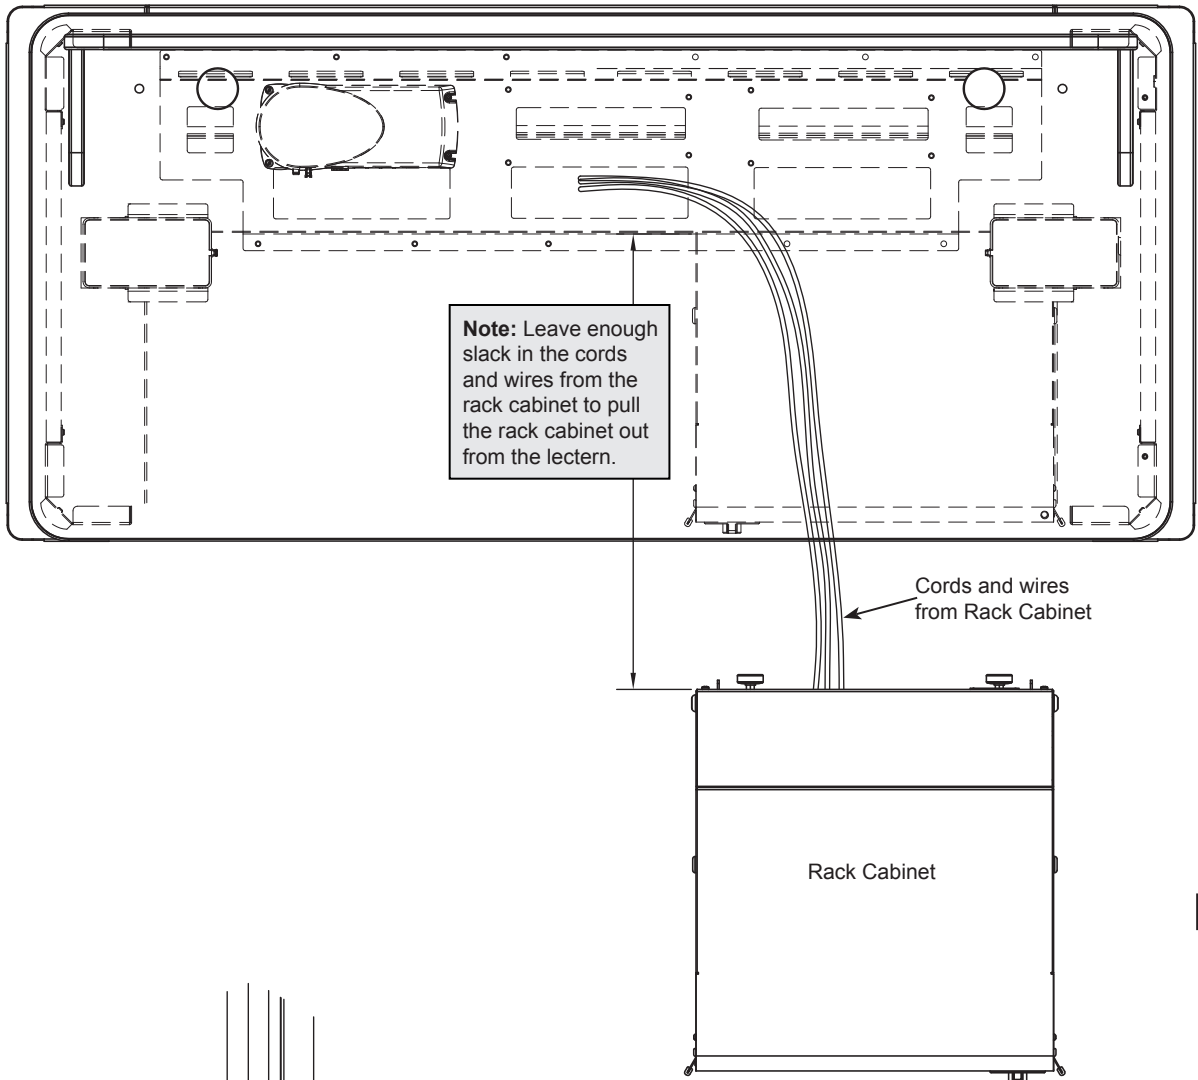 Note: Leave enough
slack in the cords
and wires from the
rack cabinet to pull
the rack cabinet out
from the lectern.
Cords and wires
from Rack Cabinet
Rack Cabinet